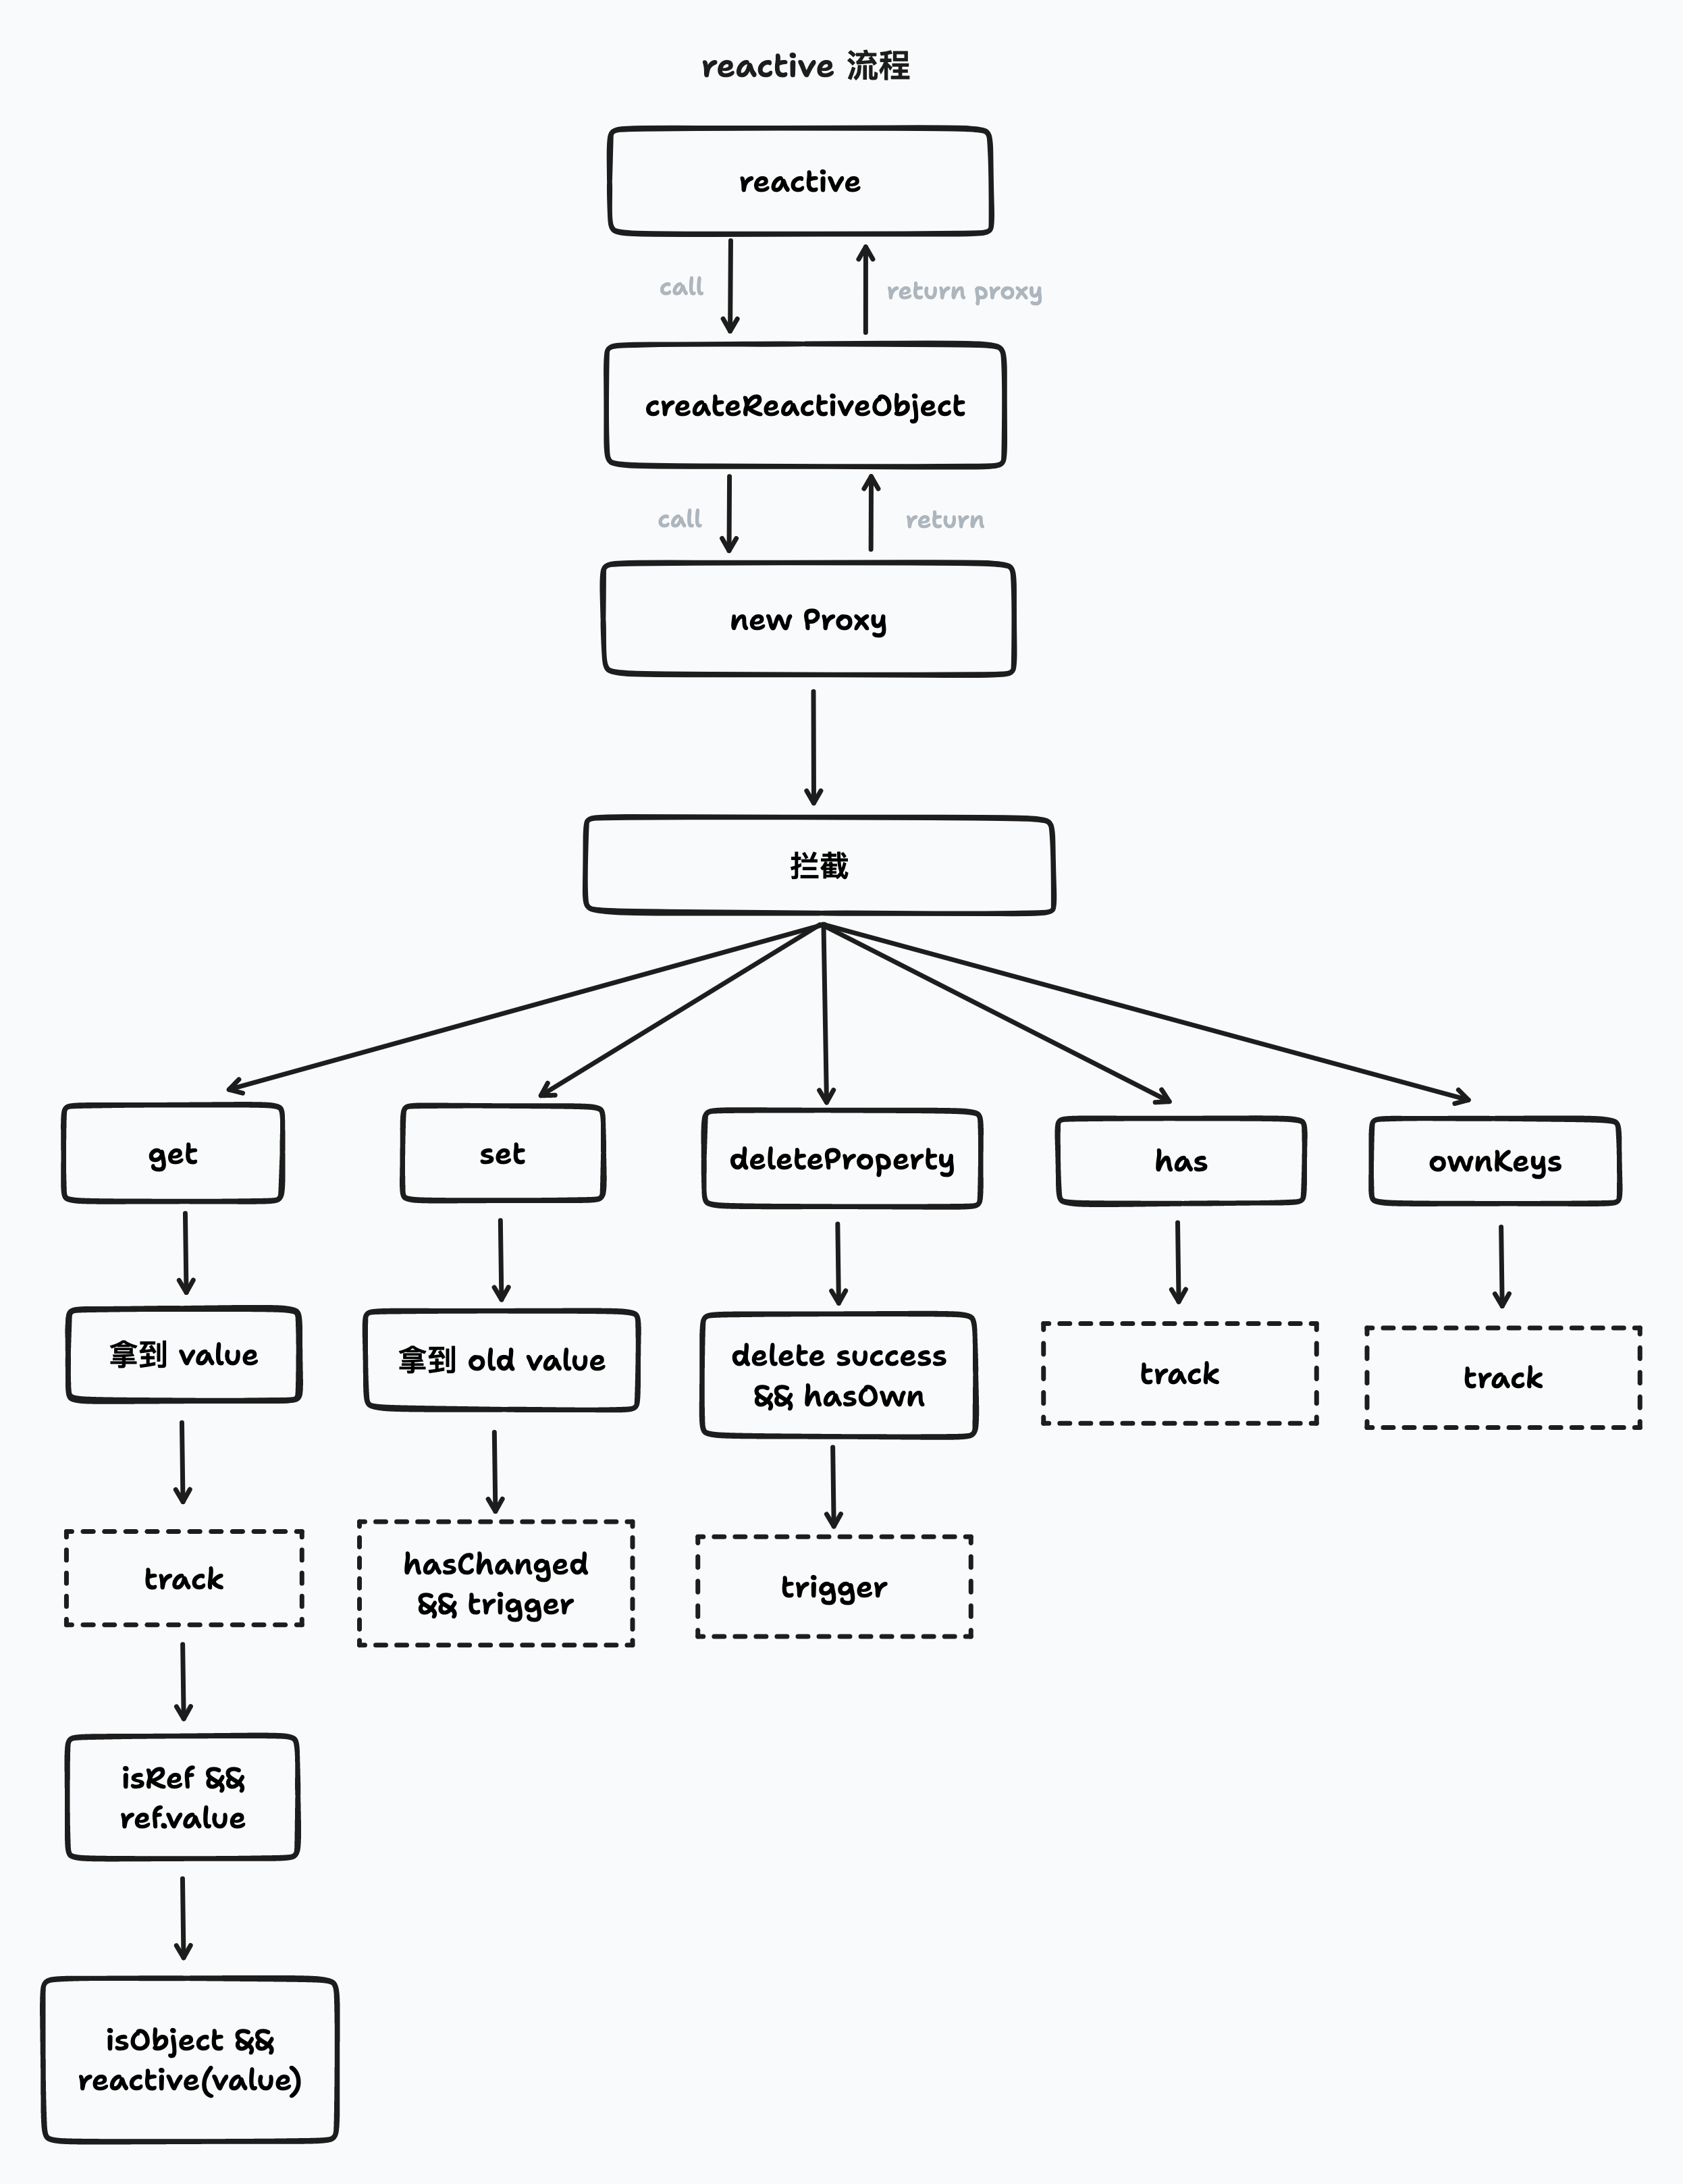 reactive 流程
reactive
call
return proxy
createReactiveObject
call
return
new Proxy
拦截
get
set
deleteProperty
has
ownKeys
拿到 value
拿到 old value
delete success
&& hasOwn
track
track
track
hasChanged
&& trigger
trigger
isRef &&
ref.value
isObject &&
reactive(value)